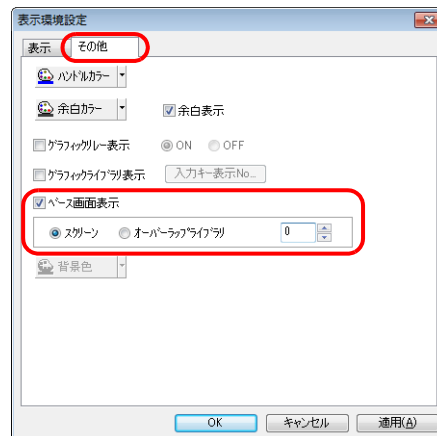 表示環境設定
表示 その他
ハンドルカラー
余白カラー 余白表示
グラフィックリレー表示 ON OFF
グラフィックライブラリ表示 入力キー表示No...
ベース画面表示
スクリーン オーバーラップライブラリ 0
背景色
OK キャンセル 適用(A)